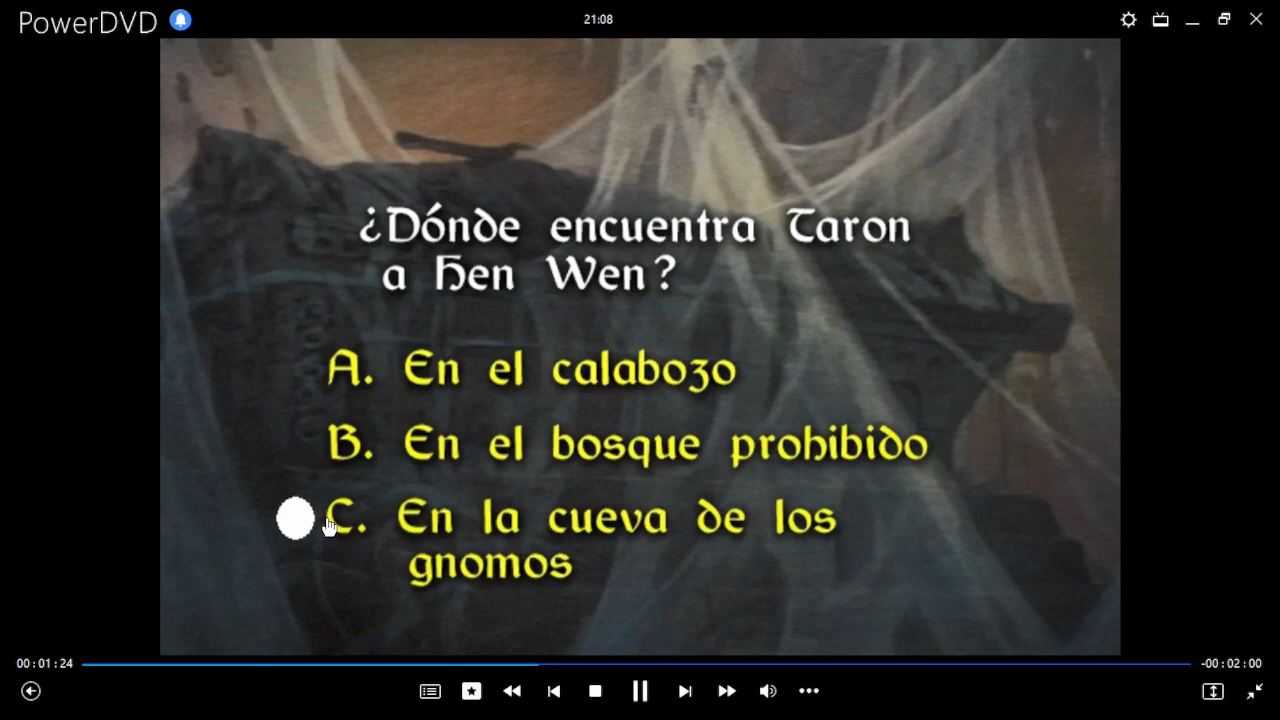 PowerDVD
21:08
¿Dónde encuentra Taron
a Hen Wen?
A. En el calabozo
B. En el bosque prohibido
C. En la cueva de los
gnomos
00:01:24
-00:02:00